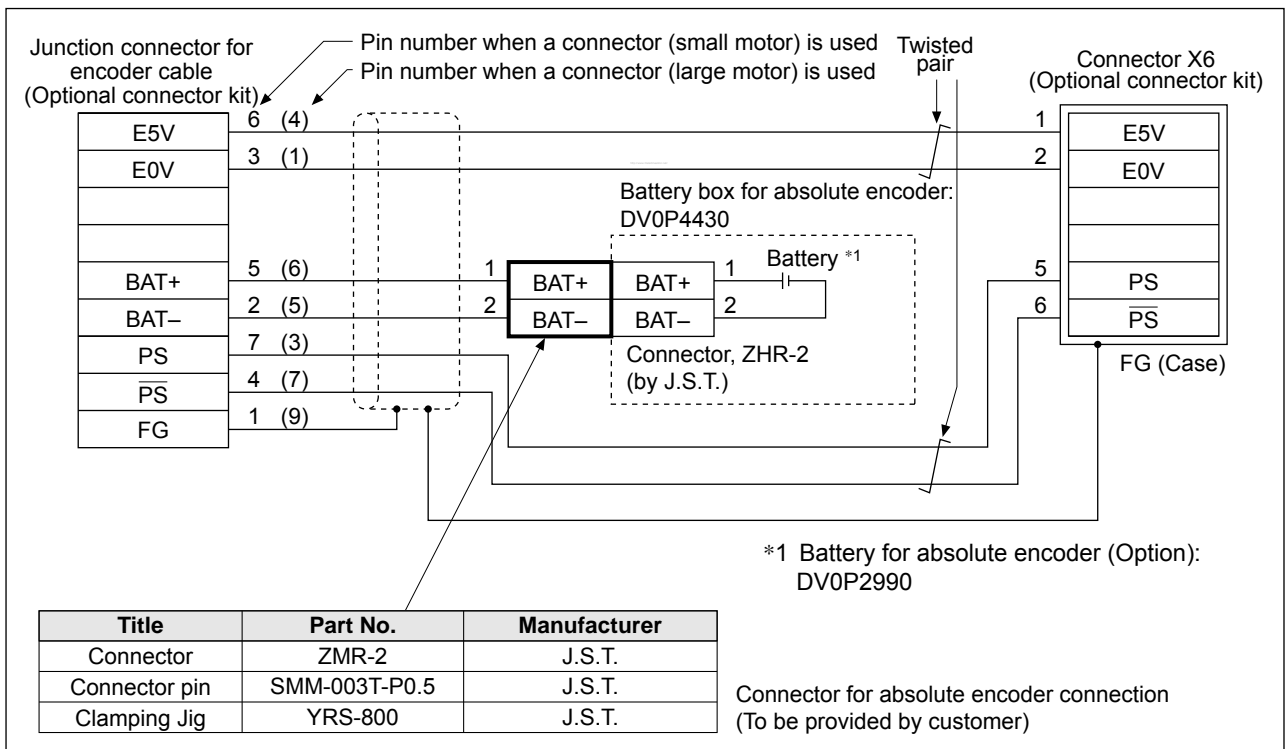 Junction connector for
encoder cable
(Optional connector kit)
Pin number when a connector (small motor) is used
Pin number when a connector (large motor) is used
Twisted
pair
Connector X6
(Optional connector kit)
E5V
6 (4)
1
E5V
E0V
3 (1)
2
E0V
Battery box for absolute encoder:
DV0P4430
BAT+
5 (6)
1
BAT+
BAT+
1
Battery *1
5
PS
BAT–
2 (5)
2
BAT–
BAT–
2
6
P̅S̅
PS
7 (3)
Connector, ZHR-2
(by J.S.T.)
FG (Case)
P̅S̅
4 (7)
FG
1 (9)
*1 Battery for absolute encoder (Option):
DV0P2990
Title Part No. Manufacturer
Connector ZMR-2 J.S.T.
Connector pin SMM-003T-P0.5 J.S.T.
Clamping Jig YRS-800 J.S.T.
Connector for absolute encoder connection
(To be provided by customer)